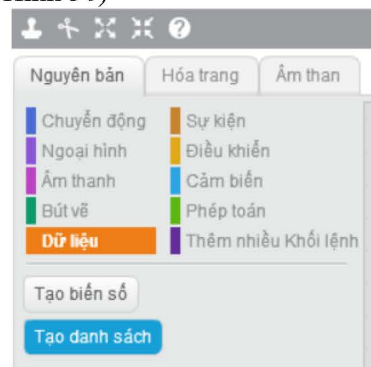 Nguyên bản Hóa trang Âm than
Chuyển động Sự kiện
Ngoại hình Điều khiển
Âm thanh Cảm biến
Bút vẽ Phép toán
Dữ liệu Thêm nhiều Khối lệnh
Tạo biến số
Tạo danh sách